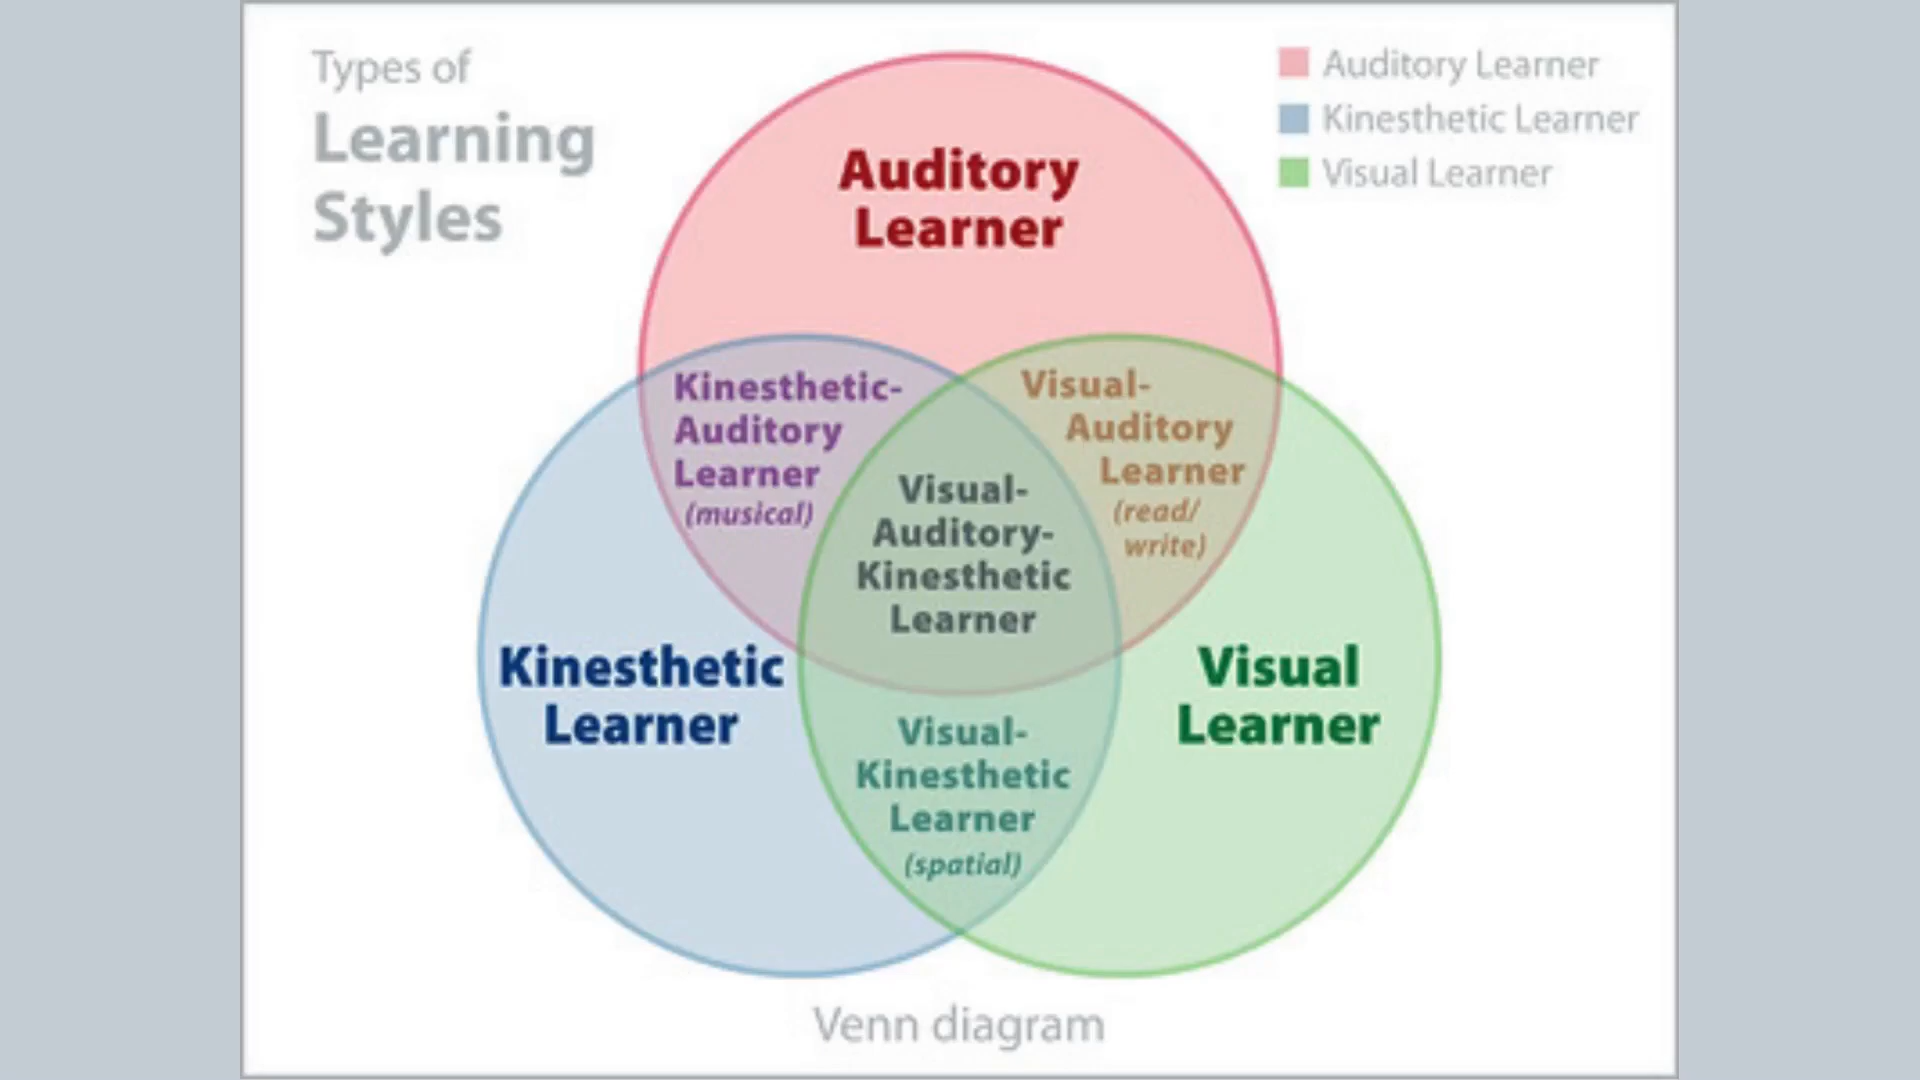 Types of
Learning
Styles
Auditory Learner
Kinesthetic Learner
Visual Learner
Auditory
Learner
Kinesthetic-
Auditory
Learner
(musical)
Visual-
Auditory
Learner
(read/
write)
Visual-
Auditory-
Kinesthetic
Learner
Kinesthetic
Learner
Visual
Learner
Visual-
Kinesthetic
Learner
(spatial)
Venn diagram